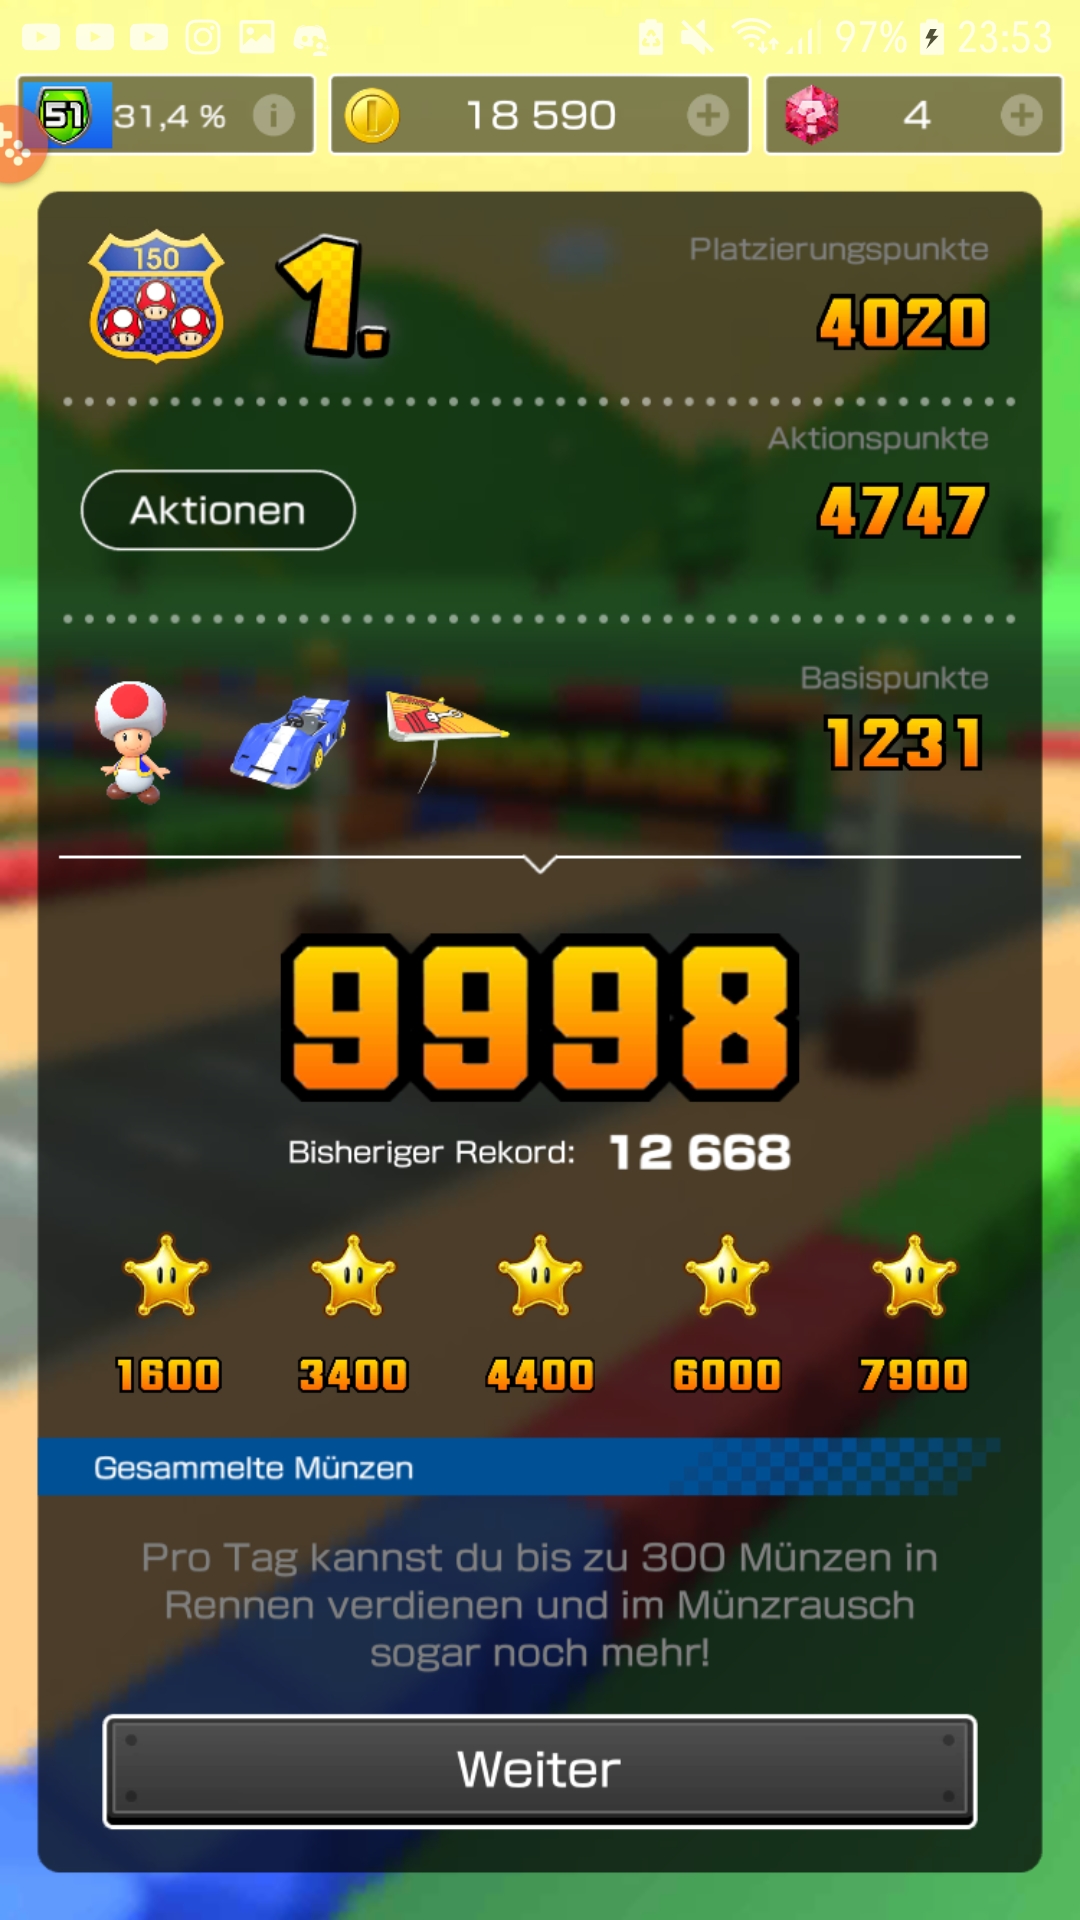 97% 23:53
51 31,4 % i 18 590 + 4 +
150 1. Platzierungspunkte
4020
Aktionspunkte
Aktionen 4747
Basispunkte
1231
9998
Bisheriger Rekord: 12 668
1600 3400 4400 6000 7900
Gesammelte Münzen
Pro Tag kannst du bis zu 300 Münzen in
Rennen verdienen und im Münzrausch
sogar noch mehr!
Weiter